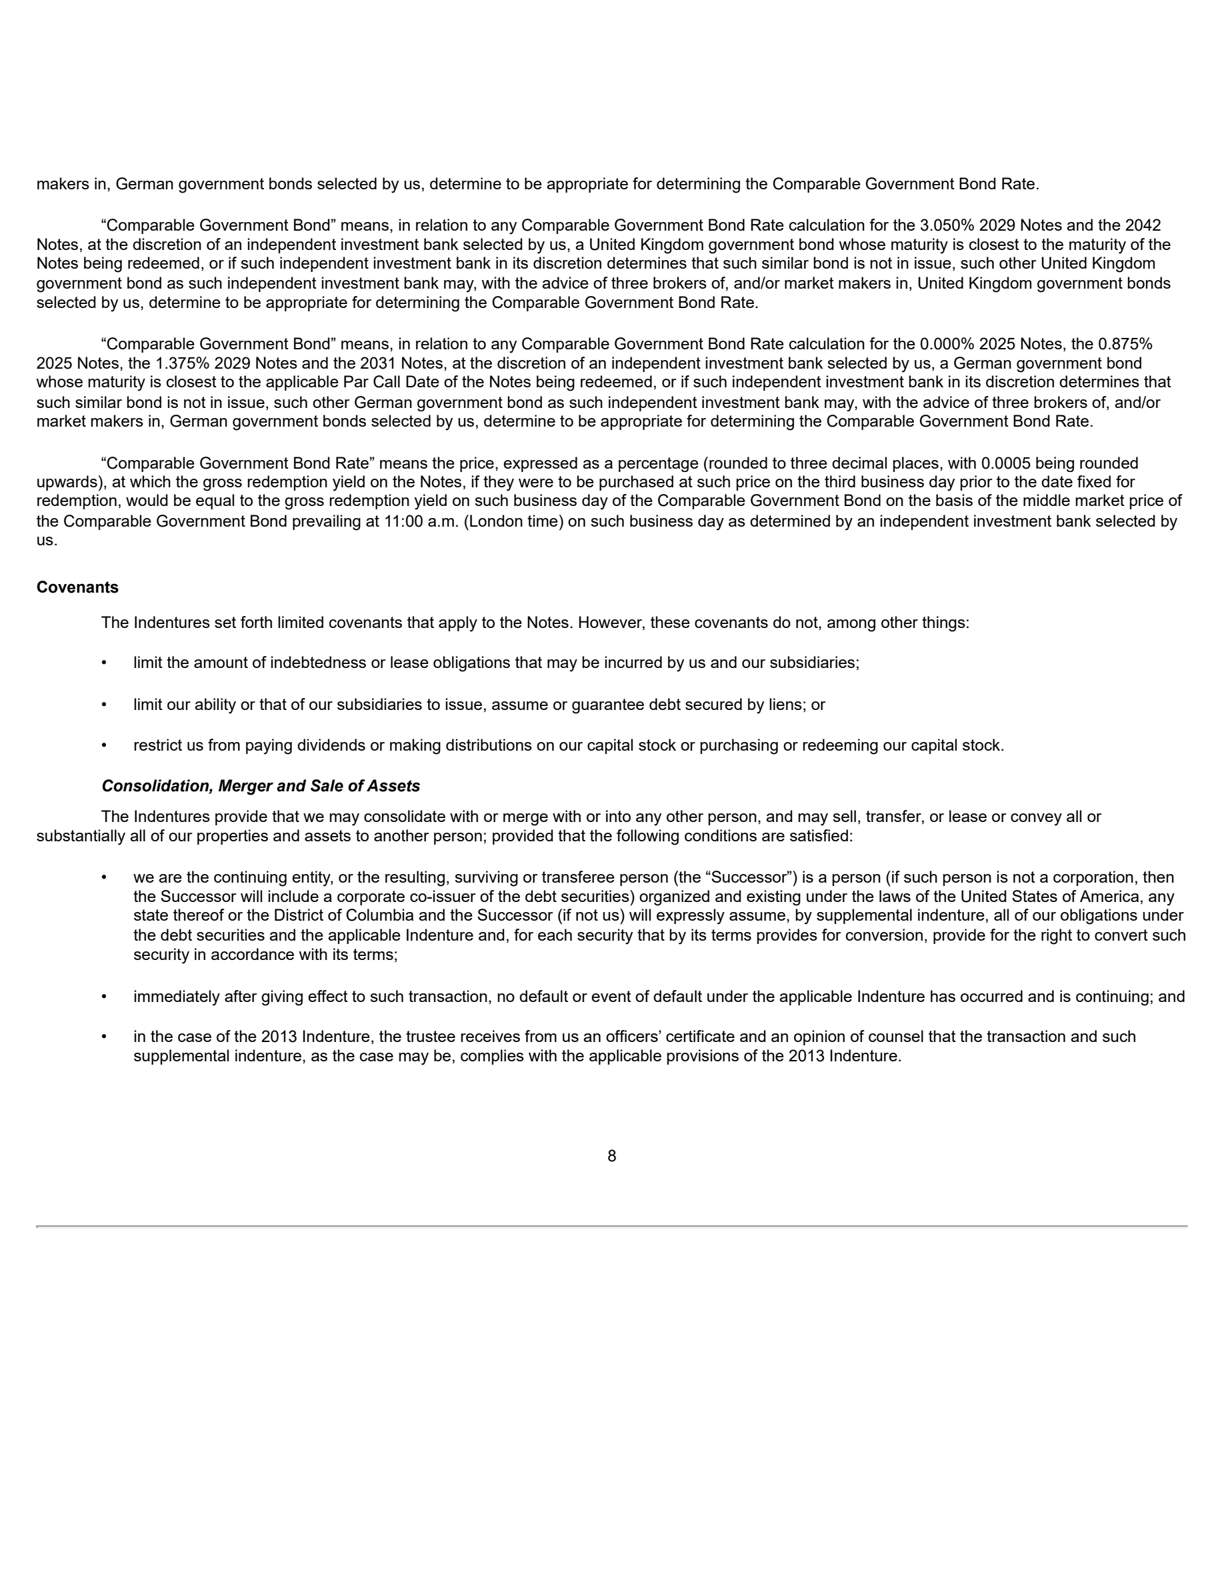 makers in, German government bonds selected by us, determine to be appropriate for determining the Comparable Government Bond Rate.
“Comparable Government Bond” means, in relation to any Comparable Government Bond Rate calculation for the 3.050% 2029 Notes and the 2042
Notes, at the discretion of an independent investment bank selected by us, a United Kingdom government bond whose maturity is closest to the maturity of the
Notes being redeemed, or if such independent investment bank in its discretion determines that such similar bond is not in issue, such other United Kingdom
government bond as such independent investment bank may, with the advice of three brokers of, and/or market makers in, United Kingdom government bonds
selected by us, determine to be appropriate for determining the Comparable Government Bond Rate.
“Comparable Government Bond” means, in relation to any Comparable Government Bond Rate calculation for the 0.000% 2025 Notes, the 0.875%
2025 Notes, the 1.375% 2029 Notes and the 2031 Notes, at the discretion of an independent investment bank selected by us, a German government bond
whose maturity is closest to the applicable Par Call Date of the Notes being redeemed, or if such independent investment bank in its discretion determines that
such similar bond is not in issue, such other German government bond as such independent investment bank may, with the advice of three brokers of, and/or
market makers in, German government bonds selected by us, determine to be appropriate for determining the Comparable Government Bond Rate.
“Comparable Government Bond Rate” means the price, expressed as a percentage (rounded to three decimal places, with 0.0005 being rounded
upwards), at which the gross redemption yield on the Notes, if they were to be purchased at such price on the third business day prior to the date fixed for
redemption, would be equal to the gross redemption yield on such business day of the Comparable Government Bond on the basis of the middle market price of
the Comparable Government Bond prevailing at 11:00 a.m. (London time) on such business day as determined by an independent investment bank selected by
us.
Covenants
The Indentures set forth limited covenants that apply to the Notes. However, these covenants do not, among other things:
• limit the amount of indebtedness or lease obligations that may be incurred by us and our subsidiaries;
• limit our ability or that of our subsidiaries to issue, assume or guarantee debt secured by liens; or
• restrict us from paying dividends or making distributions on our capital stock or purchasing or redeeming our capital stock.
Consolidation, Merger and Sale of Assets
The Indentures provide that we may consolidate with or merge with or into any other person, and may sell, transfer, or lease or convey all or
substantially all of our properties and assets to another person; provided that the following conditions are satisfied:
• we are the continuing entity, or the resulting, surviving or transferee person (the “Successor”) is a person (if such person is not a corporation, then
the Successor will include a corporate co-issuer of the debt securities) organized and existing under the laws of the United States of America, any
state thereof or the District of Columbia and the Successor (if not us) will expressly assume, by supplemental indenture, all of our obligations under
the debt securities and the applicable Indenture and, for each security that by its terms provides for conversion, provide for the right to convert such
security in accordance with its terms;
• immediately after giving effect to such transaction, no default or event of default under the applicable Indenture has occurred and is continuing; and
• in the case of the 2013 Indenture, the trustee receives from us an officers’ certificate and an opinion of counsel that the transaction and such
supplemental indenture, as the case may be, complies with the applicable provisions of the 2013 Indenture.
8